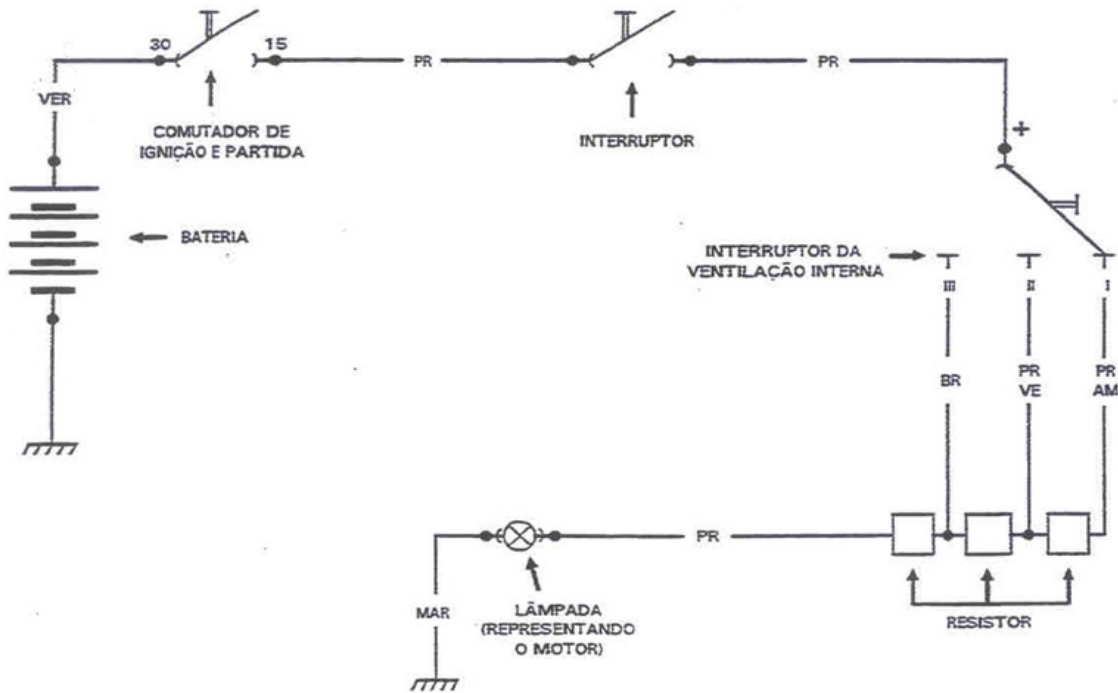 30
15
PR
PR
VER
COMUTADOR DE
IGNIÇÃO E PARTIDA
INTERRUPTOR
+
BATERIA
INTERRUPTOR DA
VENTILAÇÃO INTERNA
III
II
I
BR
PR
VE
PR
AM
PR
MAR
LÂMPADA
(REPRESENTANDO
O MOTOR)
RESISTOR